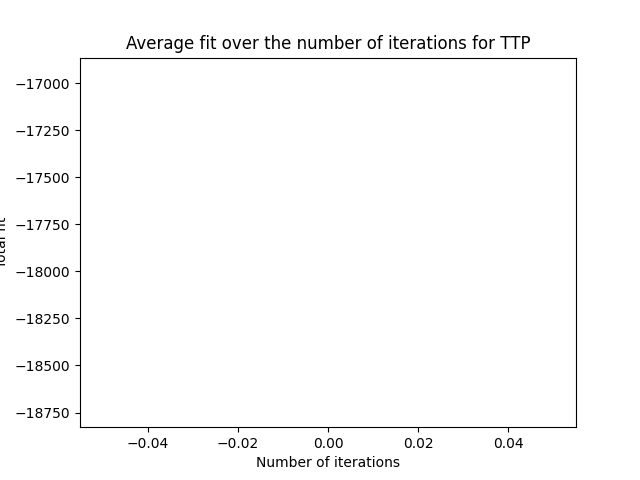 Average fit over the number of iterations for TTP
−17000
−17250
−17500
−17750
−18000
−18250
−18500
−18750
−0.04 −0.02 0.00 0.02 0.04
Number of iterations